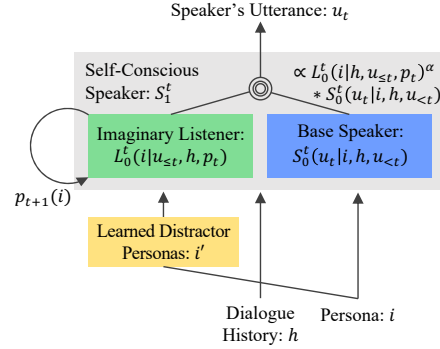 Speaker's Utterance: u_t
Self-Conscious
Speaker: S_1^t
∝ L_0^t(i|h, u_{≤t}, p_t)^α
* S_0^t(u_t|i, h, u_{<t})
Imaginary Listener:
L_0^t(i|u_{≤t}, h, p_t)
Base Speaker:
S_0^t(u_t|i, h, u_{<t})
p_{t+1}(i)
Learned Distractor
Personas: i'
Dialogue
History: h
Persona: i